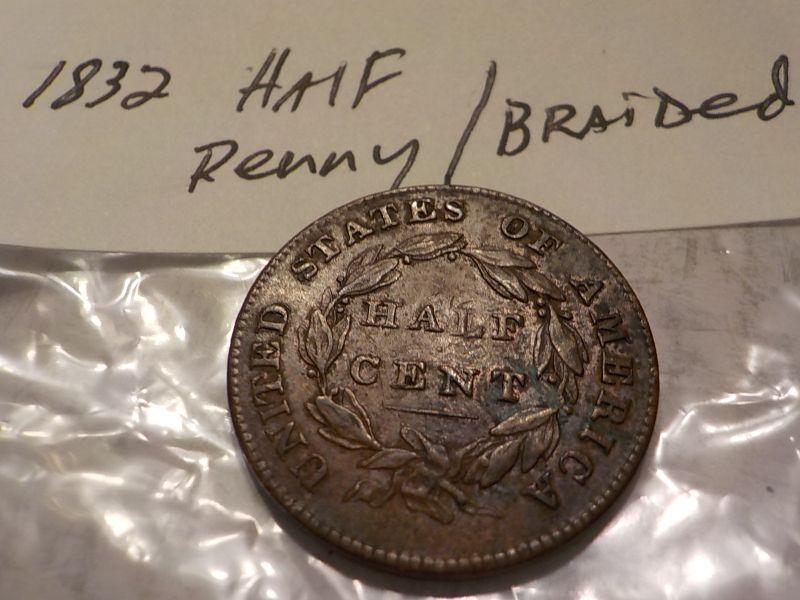 1832 HAlF
Penny / BRAiDed
UNITED STATES OF AMERICA
HALF
CENT